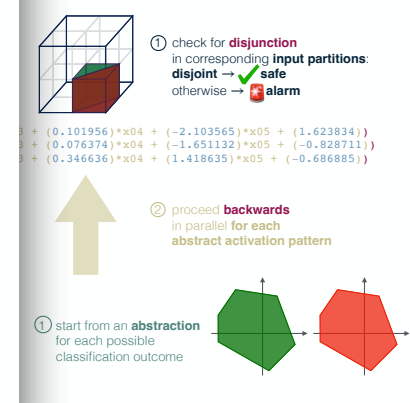 ① check for disjunction
in corresponding input partitions:
disjoint → ✔ safe
otherwise → 🚨 alarm
3 + (0.101956)*x04 + (-2.103565)*x05 + (1.623834))
3 + (0.076374)*x04 + (-1.651132)*x05 + (-0.828711))
3 + (0.346636)*x04 + (1.418635)*x05 + (-0.686885))
② proceed backwards
in parallel for each
abstract activation pattern
① start from an abstraction
for each possible
classification outcome